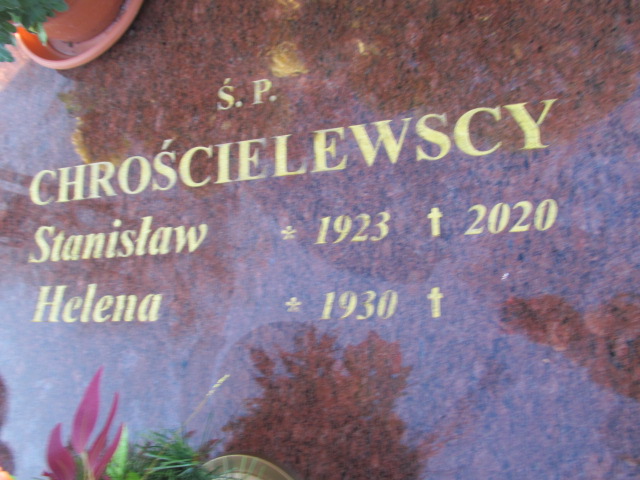 Ś. P.
CHROŚCIELEWSCY
Stanisław * 1923 † 2020
Helena * 1930 †